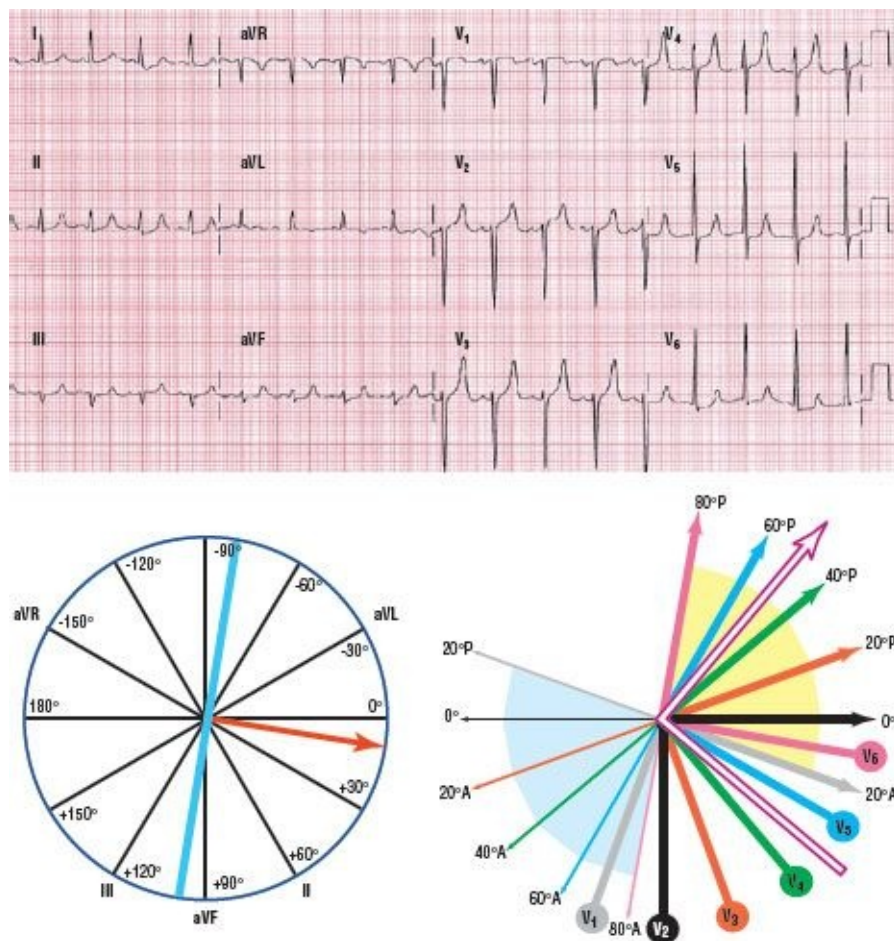 I aVR V₁ V₄
II aVL V₂ V₅
III aVF V₃ V₆
-90°
-120° -60°
aVR -150° aVL
-30°
180° 0°
+150° +30°
+120° +60°
III +90° II
aVF
80°P
60°P
40°P
20°P 20°P
0° 0°
V₆
20°A 20°A
V₅
40°A
V₄
60°A
V₁ 80°A V₂ V₃